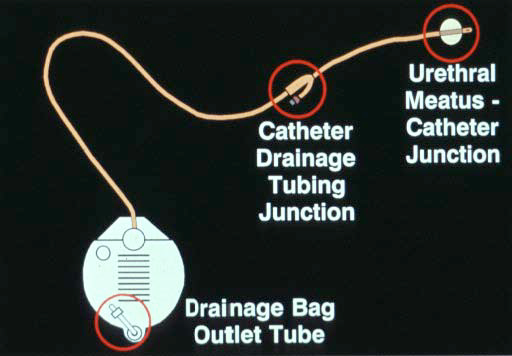 Urethral
Meatus -
Catheter
Junction
Catheter
Drainage
Tubing
Junction
Drainage Bag
Outlet Tube